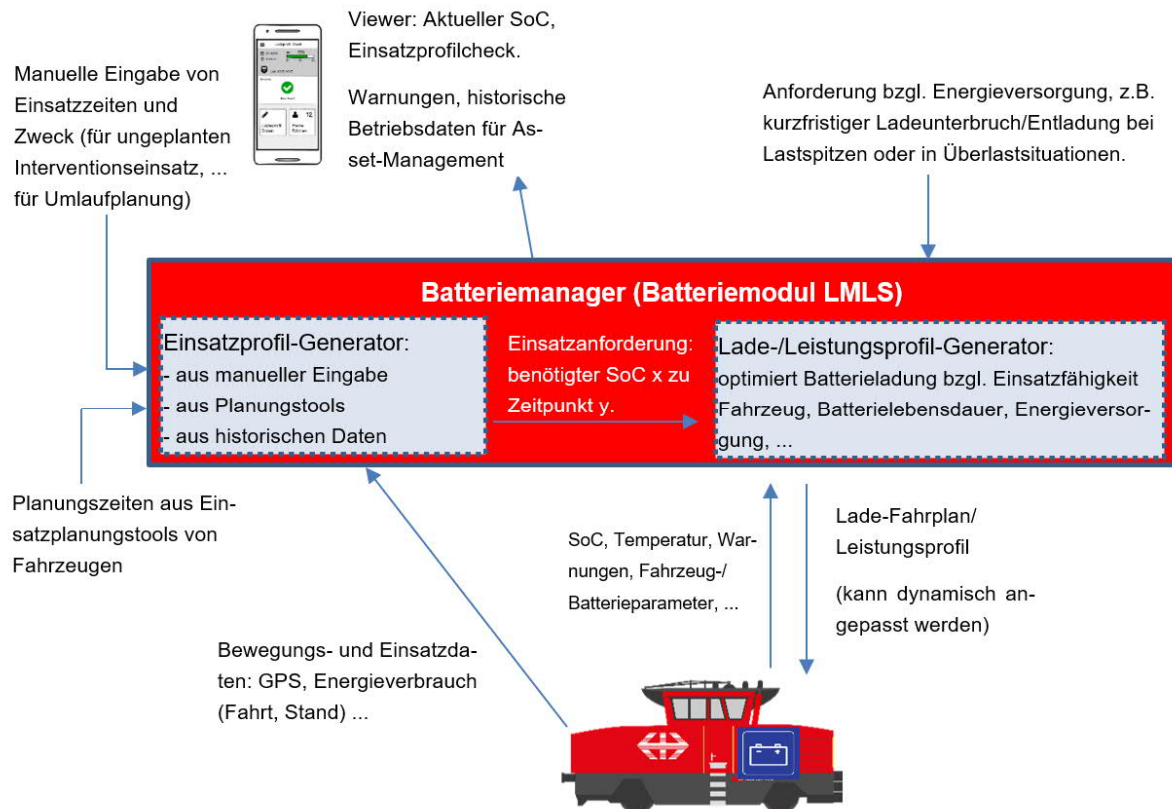 Viewer: Aktueller SoC,
Einsatzprofilcheck.
Warnungen, historische
Betriebsdaten für As-
set-Management
Manuelle Eingabe von
Einsatzzeiten und
Zweck (für ungeplanten
Interventionseinsatz, ...
für Umlaufplanung)
Anforderung bzgl. Energieversorgung, z.B.
kurzfristiger Ladeunterbruch/Entladung bei
Lastspitzen oder in Überlastsituationen.
Batteriemanager (Batteriemodul LMLS)
Einsatzprofil-Generator:
- aus manueller Eingabe
- aus Planungstools
- aus historischen Daten
Einsatzanforderung:
benötigter SoC x zu
Zeitpunkt y.
Lade-/Leistungsprofil-Generator:
optimiert Batterieladung bzgl. Einsatzfähigkeit
Fahrzeug, Batterielebensdauer, Energieversor-
gung, ...
Planungszeiten aus Ein-
satzplanungstools von
Fahrzeugen
SoC, Temperatur, War-
nungen, Fahrzeug-/
Batterieparameter, ...
Lade-Fahrplan/
Leistungsprofil
(kann dynamisch an-
gepasst werden)
Bewegungs- und Einsatzda-
ten: GPS, Energieverbrauch
(Fahrt, Stand) ...